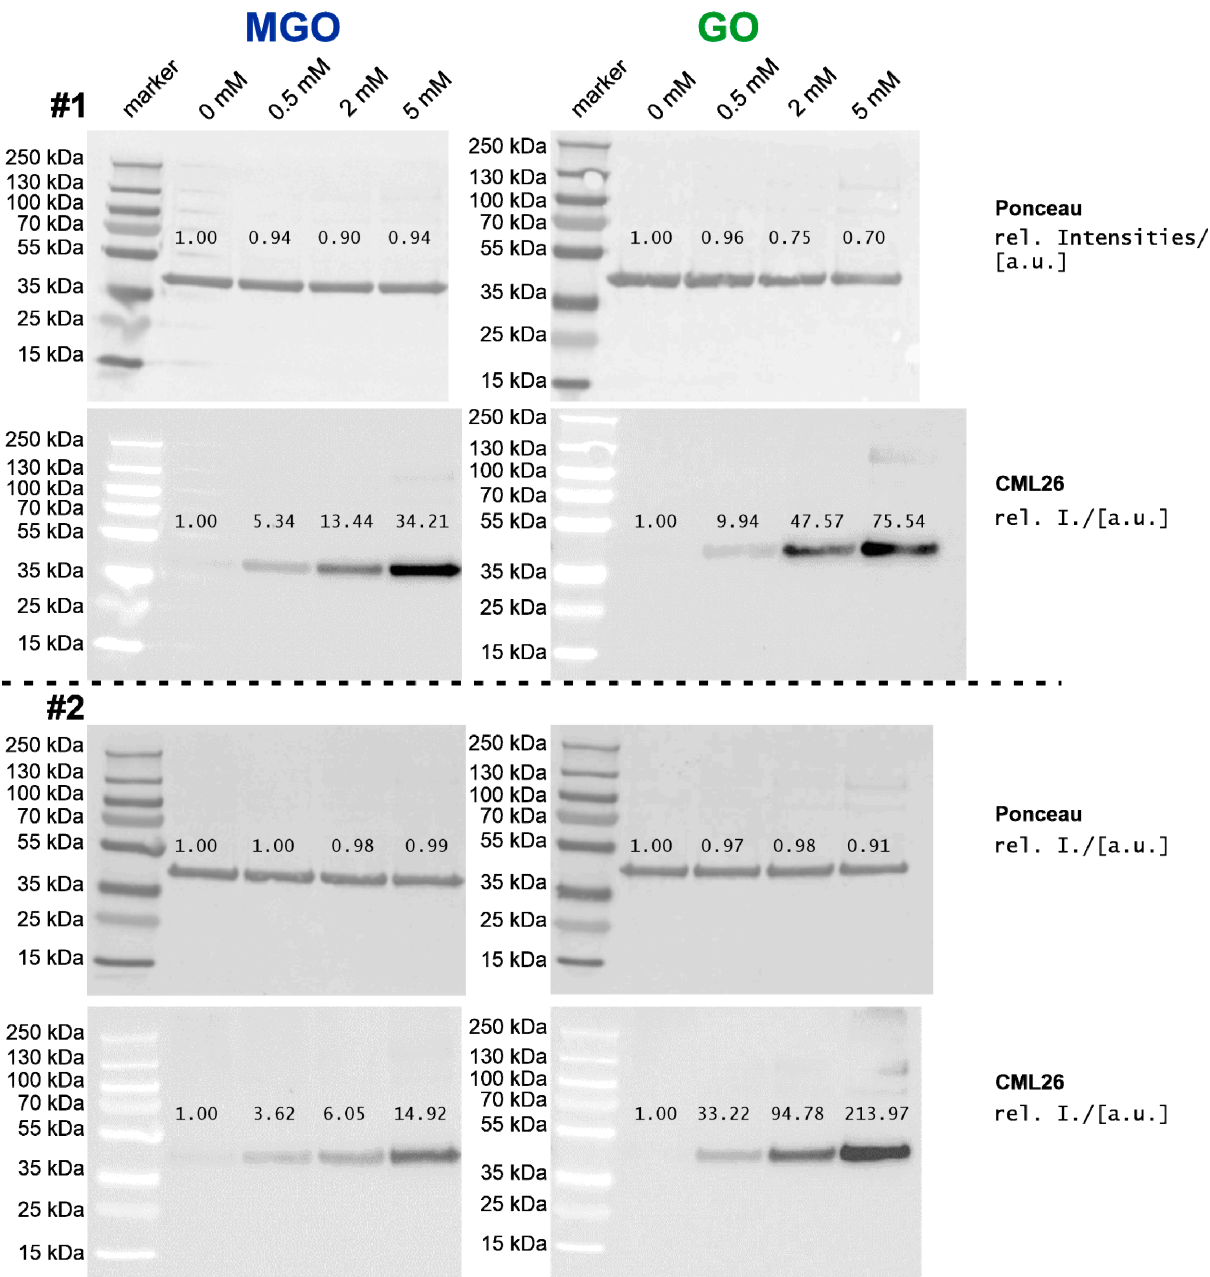 MGO
GO
#1
marker
0 mM
0.5 mM
2 mM
5 mM
marker
0 mM
0.5 mM
2 mM
5 mM
250 kDa
130 kDa
100 kDa
70 kDa
55 kDa
35 kDa
25 kDa
15 kDa
1.00 0.94 0.90 0.94
250 kDa
130 kDa
100 kDa
70 kDa
55 kDa
35 kDa
25 kDa
15 kDa
1.00 0.96 0.75 0.70
Ponceau
rel. Intensities/
[a.u.]
250 kDa
130 kDa
100 kDa
70 kDa
55 kDa
35 kDa
25 kDa
15 kDa
1.00 5.34 13.44 34.21
250 kDa
130 kDa
100 kDa
70 kDa
55 kDa
35 kDa
25 kDa
15 kDa
1.00 9.94 47.57 75.54
CML26
rel. I./[a.u.]
#2
250 kDa
130 kDa
100 kDa
70 kDa
55 kDa
35 kDa
25 kDa
15 kDa
1.00 1.00 0.98 0.99
250 kDa
130 kDa
100 kDa
70 kDa
55 kDa
35 kDa
25 kDa
15 kDa
1.00 0.97 0.98 0.91
Ponceau
rel. I./[a.u.]
250 kDa
130 kDa
100 kDa
70 kDa
55 kDa
35 kDa
25 kDa
15 kDa
1.00 3.62 6.05 14.92
250 kDa
130 kDa
100 kDa
70 kDa
55 kDa
35 kDa
25 kDa
15 kDa
1.00 33.22 94.78 213.97
CML26
rel. I./[a.u.]